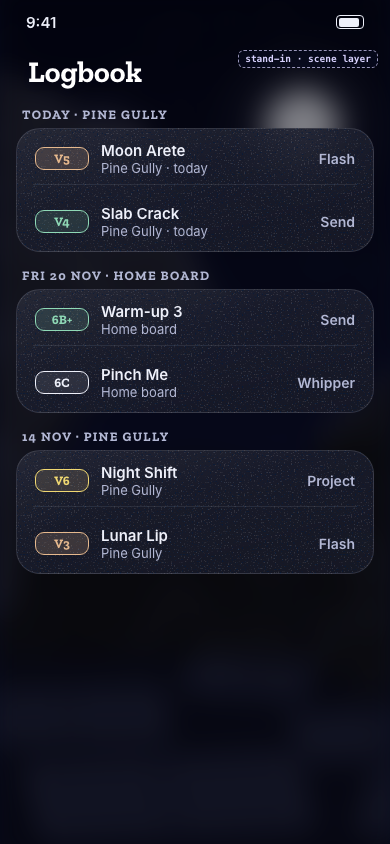 9:41
stand-in · scene layer
Logbook
TODAY · PINE GULLY
V5
Moon Arete
Pine Gully · today
Flash
V4
Slab Crack
Pine Gully · today
Send
FRI 20 NOV · HOME BOARD
6B+
Warm-up 3
Home board
Send
6C
Pinch Me
Home board
Whipper
14 NOV · PINE GULLY
V6
Night Shift
Pine Gully
Project
V3
Lunar Lip
Pine Gully
Flash